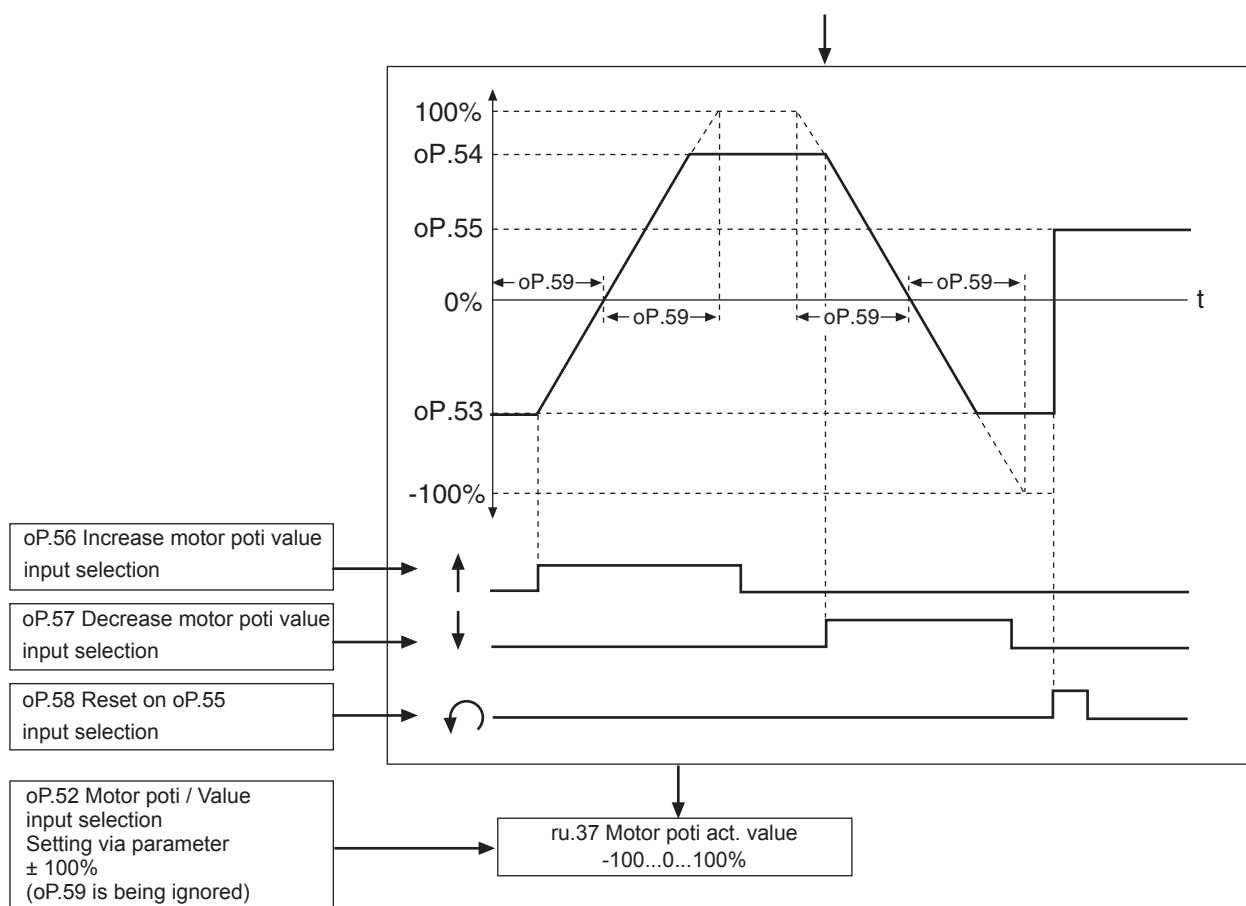 100%
oP.54
oP.55
oP.59
oP.59
0%
t
oP.59
oP.59
oP.53
-100%
oP.56 Increase motor poti value
input selection
oP.57 Decrease motor poti value
input selection
oP.58 Reset on oP.55
input selection
oP.52 Motor poti / Value
input selection
Setting via parameter
± 100%
(oP.59 is being ignored)
ru.37 Motor poti act. value
-100...0...100%